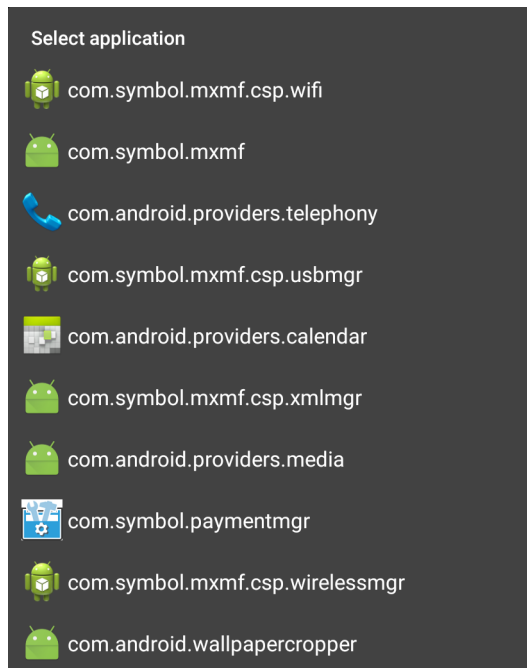 Select application
com.symbol.mxmf.csp.wifi
com.symbol.mxmf
com.android.providers.telephony
com.symbol.mxmf.csp.usbmgr
com.android.providers.calendar
com.symbol.mxmf.csp.xmlmgr
com.android.providers.media
com.symbol.paymentmgr
com.symbol.mxmf.csp.wirelessmgr
com.android.wallpapercropper